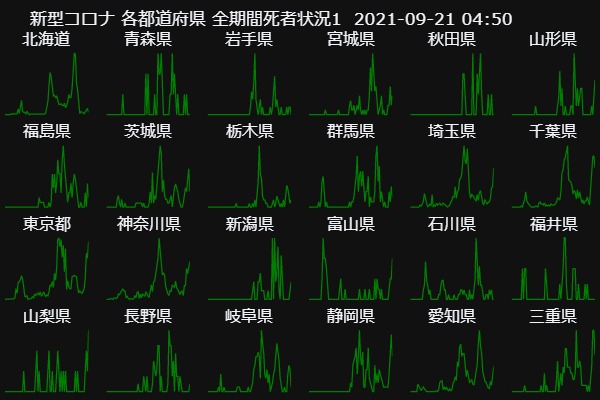 新型コロナ 各都道府県 全期間死者状況1 2021-09-21 04:50
北海道 青森県 岩手県 宮城県 秋田県 山形県
福島県 茨城県 栃木県 群馬県 埼玉県 千葉県
東京都 神奈川県 新潟県 富山県 石川県 福井県
山梨県 長野県 岐阜県 静岡県 愛知県 三重県